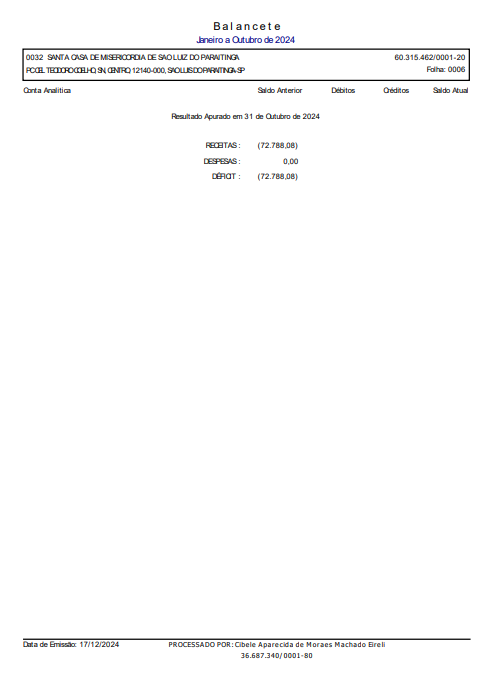 Balancete
Janeiro a Outubro de 2024
0032 SANTA CASA DE MISERICORDIA DE SAO LUIZ DO PARAITINGA 60.315.462/0001-20
PC CEL TEODORO COELHO, SN, CENTRO, 12140-000, SAO LUIS DO PARAITINGA-SP Folha: 0006
Conta Analítica Saldo Anterior Débitos Créditos Saldo Atual
Resultado Apurado em 31 de Outubro de 2024
RECEITAS : (72.788,08)
DESPESAS : 0,00
DÉFICIT : (72.788,08)
Data de Emissão: 17/12/2024 PROCESSADO POR: Cibele Aparecida de Moraes Machado Eireli
36.687.340/0001-80